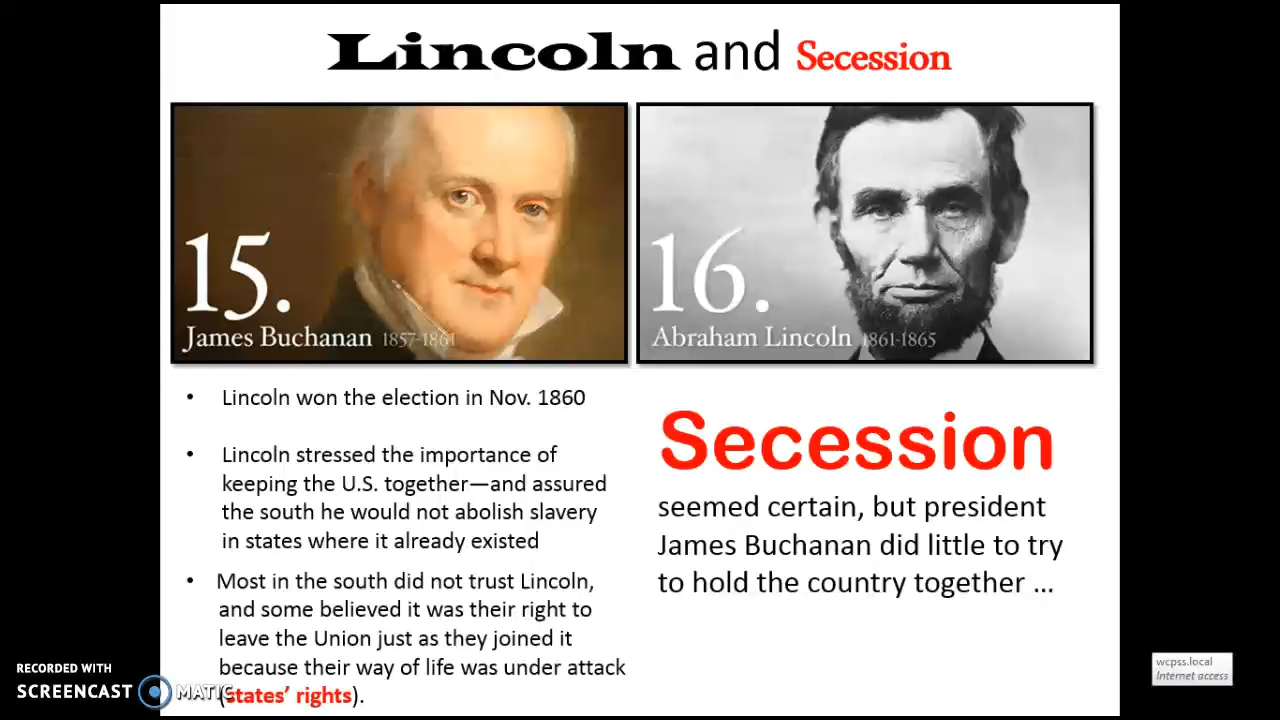 Lincoln and Secession
15.
James Buchanan 1857-1861
16.
Abraham Lincoln 1861-1865
• Lincoln won the election in Nov. 1860
• Lincoln stressed the importance of
keeping the U.S. together—and assured
the south he would not abolish slavery
in states where it already existed
• Most in the south did not trust Lincoln,
and some believed it was their right to
leave the Union just as they joined it
because their way of life was under attack
(states' rights).
Secession
seemed certain, but president
James Buchanan did little to try
to hold the country together ...
RECORDED WITH
SCREENCAST MATIC
wcpss.local
Internet access